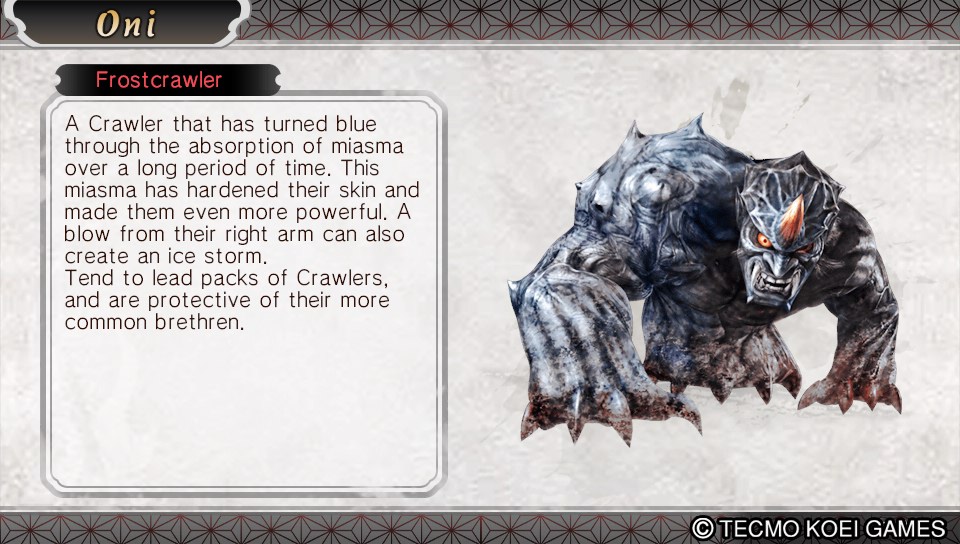 Oni
Frostcrawler
A Crawler that has turned blue
through the absorption of miasma
over a long period of time. This
miasma has hardened their skin and
made them even more powerful. A
blow from their right arm can also
create an ice storm.
Tend to lead packs of Crawlers,
and are protective of their more
common brethren.
© TECMO KOEI GAMES